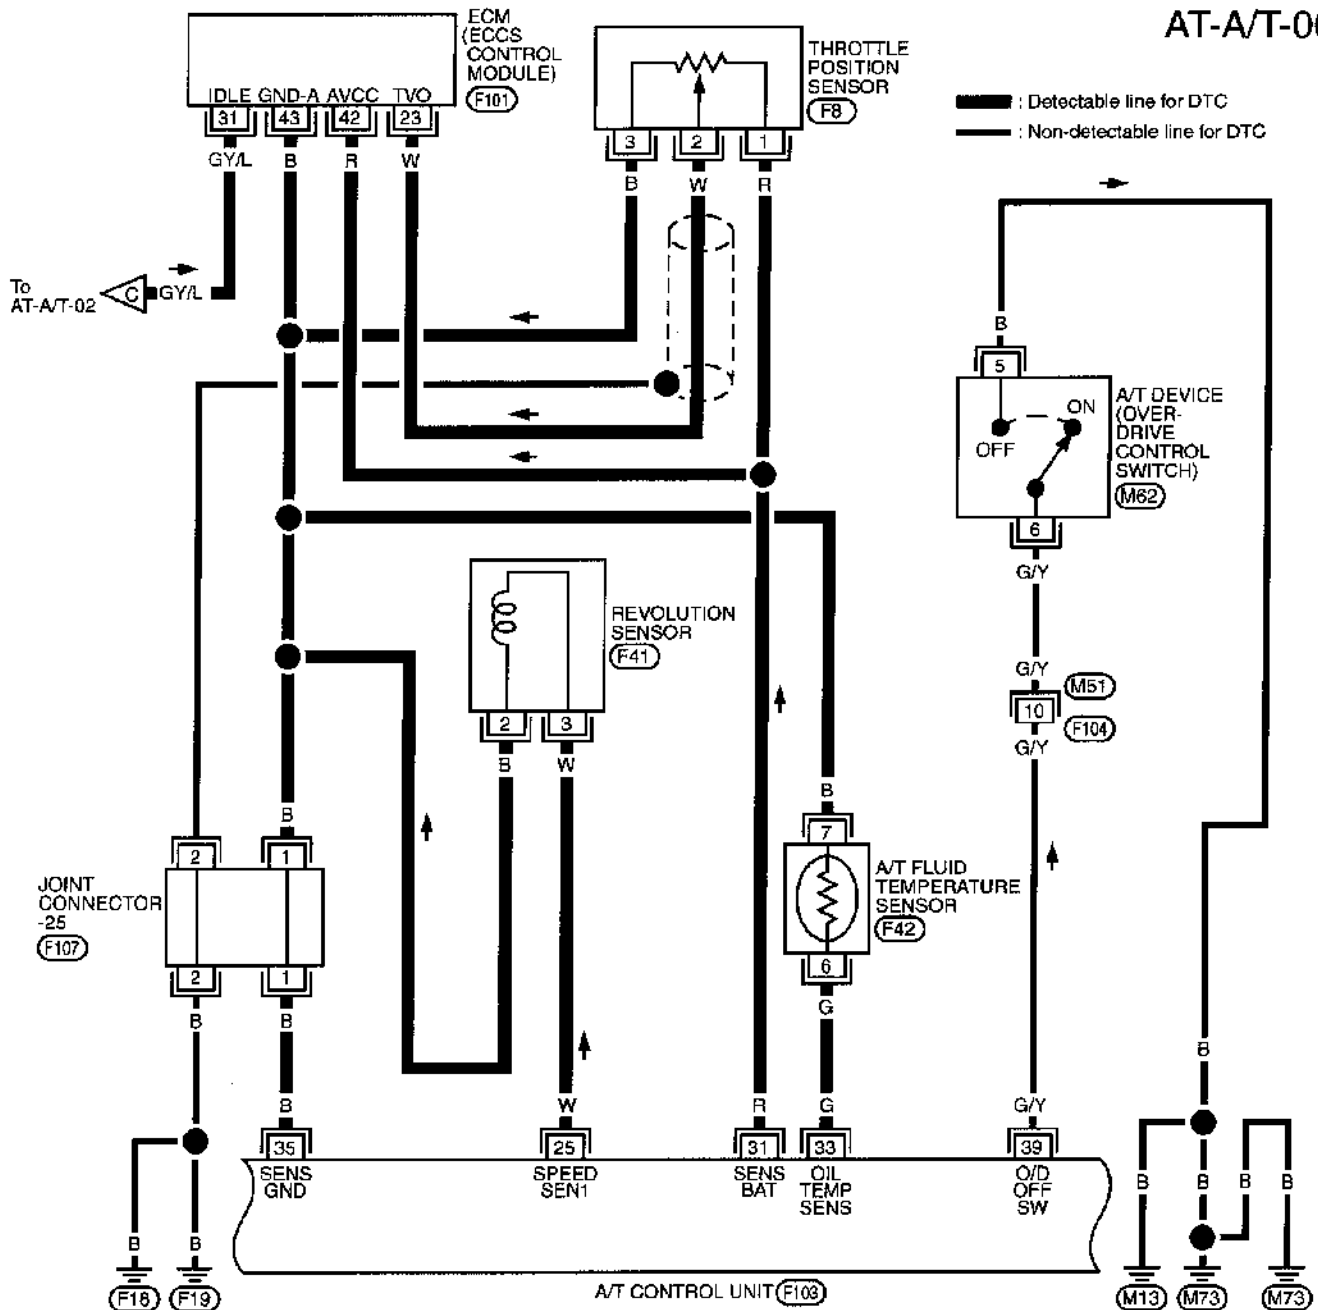 AT-A/T-0
ECM
(ECCS
CONTROL
MODULE)
F101
IDLE GND-A AVCC TVO
31 43 42 23
GY/L B R W
THROTTLE
POSITION
SENSOR
F8
3 2 1
B W R
: Detectable line for DTC
: Non-detectable line for DTC
To
AT-A/T-02
C
GY/L
B
5
ON
OFF
A/T DEVICE
(OVER-
DRIVE
CONTROL
SWITCH)
M62
6
G/Y
REVOLUTION
SENSOR
F41
2 3
B W
G/Y
M51
10
F104
G/Y
B
7
A/T FLUID
TEMPERATURE
SENSOR
F42
6
G
B
2 1
JOINT
CONNECTOR
-25
F107
2 1
B B
B
B W R G G/Y
35 25 31 33 39
SENS
GND
SPEED
SEN1
SENS
BAT
OIL
TEMP
SENS
O/D
OFF
SW
B B B B
B B
F18 F19
A/T CONTROL UNIT F103
M13 M73 M73